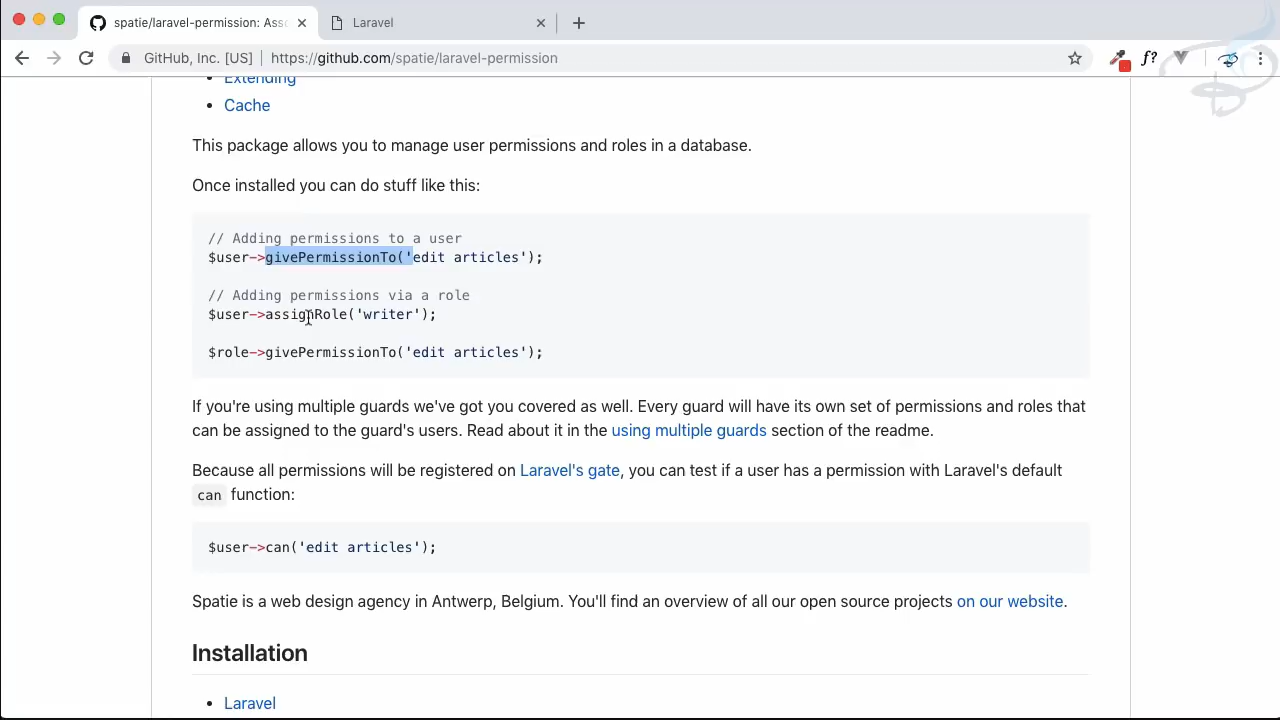 spatie/laravel-permission: Asso
Laravel
GitHub, Inc. [US]
https://github.com/spatie/laravel-permission
f?
Extending
Cache
This package allows you to manage user permissions and roles in a database.
Once installed you can do stuff like this:
// Adding permissions to a user
$user->givePermissionTo('edit articles');
// Adding permissions via a role
$user->assignRole('writer');
$role->givePermissionTo('edit articles');
If you're using multiple guards we've got you covered as well. Every guard will have its own set of permissions and roles that
can be assigned to the guard's users. Read about it in the using multiple guards section of the readme.
Because all permissions will be registered on Laravel's gate, you can test if a user has a permission with Laravel's default
can function:
$user->can('edit articles');
Spatie is a web design agency in Antwerp, Belgium. You'll find an overview of all our open source projects on our website.
Installation
Laravel